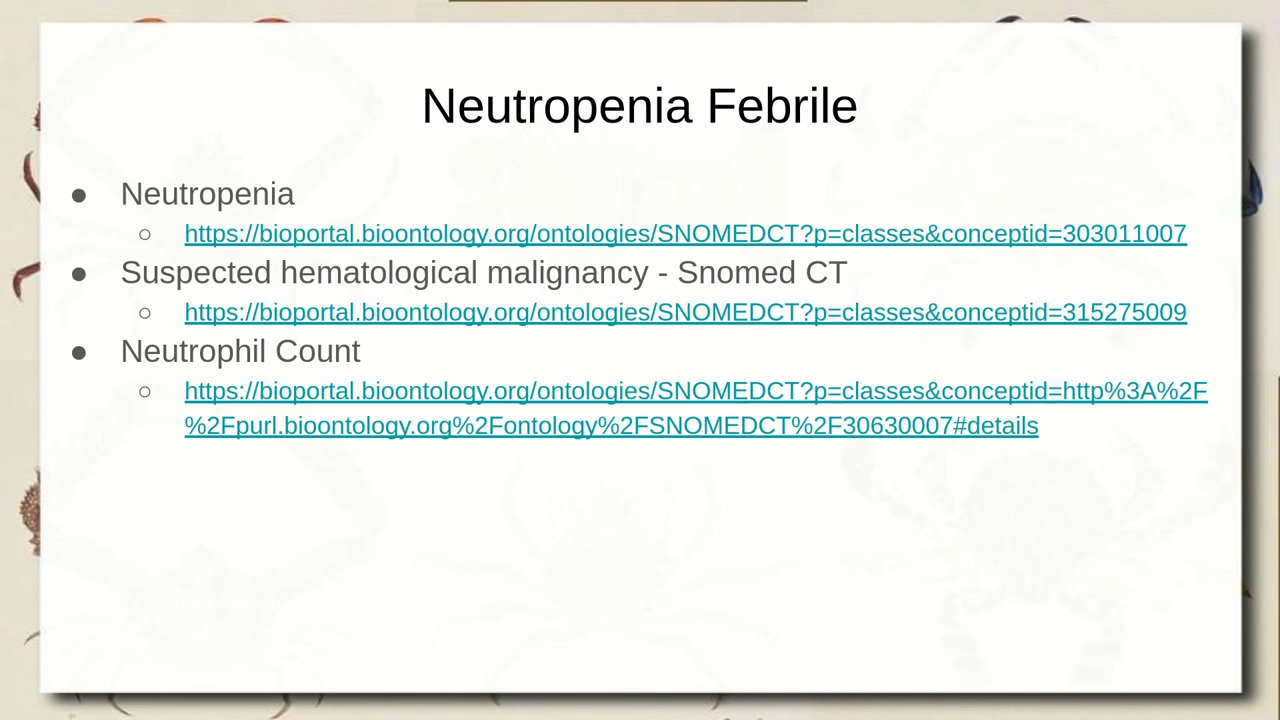 Neutropenia Febrile
● Neutropenia
○ https://bioportal.bioontology.org/ontologies/SNOMEDCT?p=classes&conceptid=303011007
● Suspected hematological malignancy - Snomed CT
○ https://bioportal.bioontology.org/ontologies/SNOMEDCT?p=classes&conceptid=315275009
● Neutrophil Count
○ https://bioportal.bioontology.org/ontologies/SNOMEDCT?p=classes&conceptid=http%3A%2F
%2Fpurl.bioontology.org%2Fontology%2FSNOMEDCT%2F30630007#details